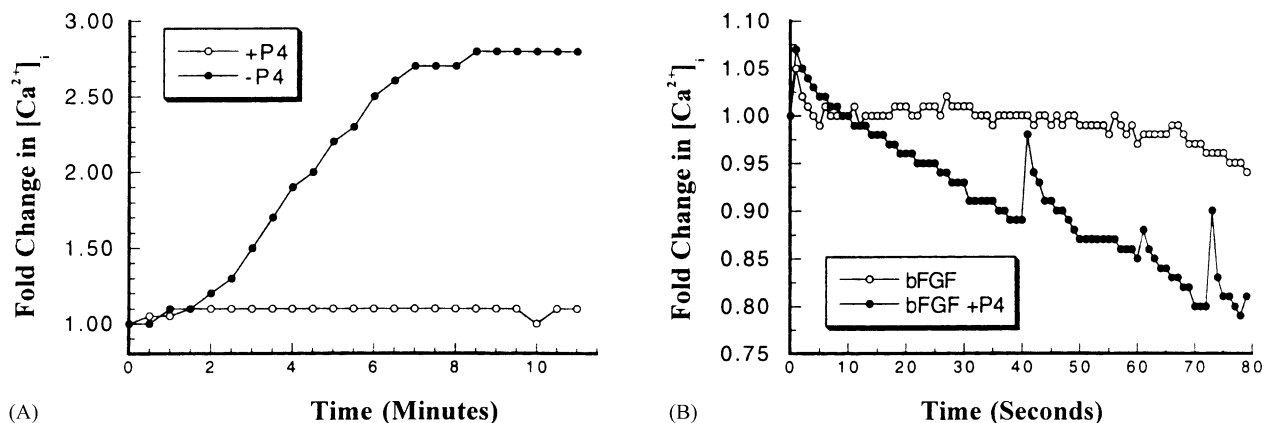 Fold Change in [Ca²⁺]ᵢ
3.00
2.50
2.00
1.50
1.00
+P4
-P4
0 2 4 6 8 10
Time (Minutes)
(A)
Fold Change in [Ca²⁺]ᵢ
1.10
1.05
1.00
0.95
0.90
0.85
0.80
0.75
bFGF
bFGF +P4
0 10 20 30 40 50 60 70 80
Time (Seconds)
(B)